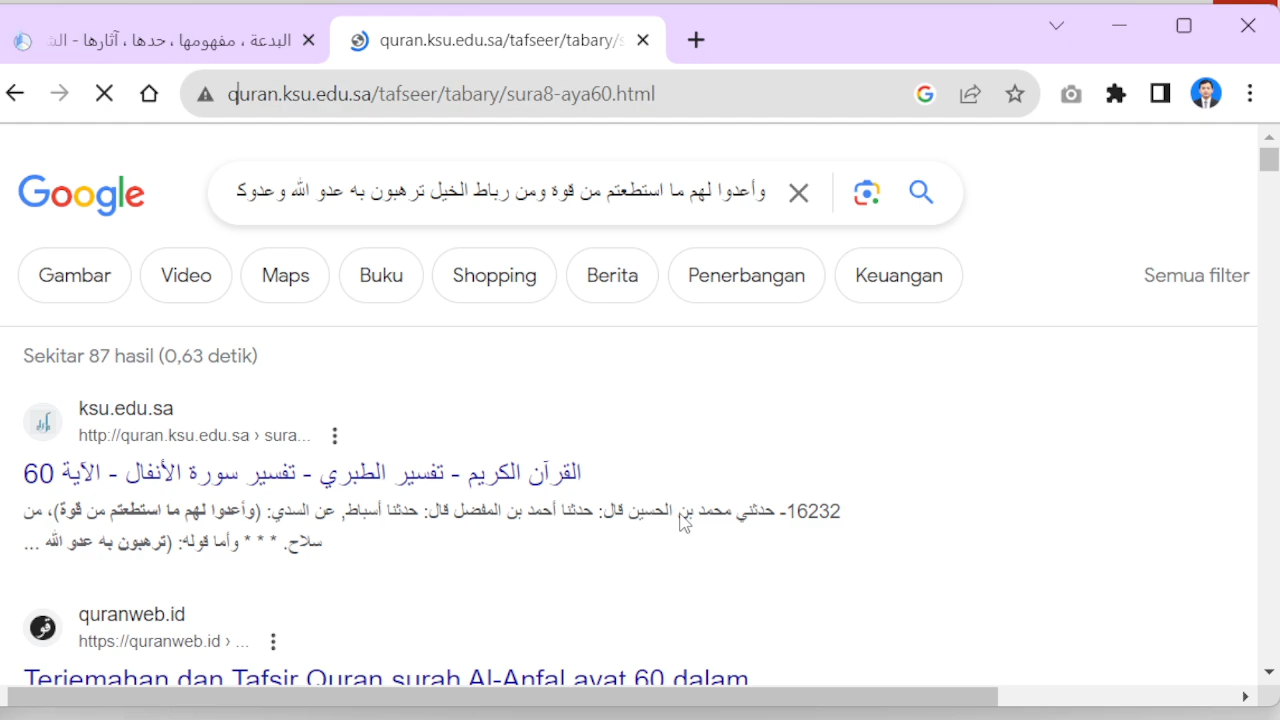 البدعة ، مفهومها ، حدها ، آثارها - الش
quran.ksu.edu.sa/tafseer/tabary/s
quran.ksu.edu.sa/tafseer/tabary/sura8-aya60.html
Google
وأعدوا لهم ما استطعتم من قوة ومن رباط الخيل ترهبون به عدو الله وعدوك
Gambar Video Maps Buku Shopping Berita Penerbangan Keuangan Semua filter
Sekitar 87 hasil (0,63 detik)
ksu.edu.sa
http://quran.ksu.edu.sa › sura...
القرآن الكريم - تفسير الطبري - تفسير سورة الأنفال - الآية 60
16232- حدثني محمد بن الحسين قال: حدثنا أحمد بن المفضل قال: حدثنا أسباط, عن السدي: (وأعدوا لهم ما استطعتم من قوة)، من
سلاح. * * * وأما قوله: (ترهبون به عدو الله ...
quranweb.id
https://quranweb.id › ...
Terjemahan dan Tafsir Quran surah Al-Anfal ayat 60 dalam